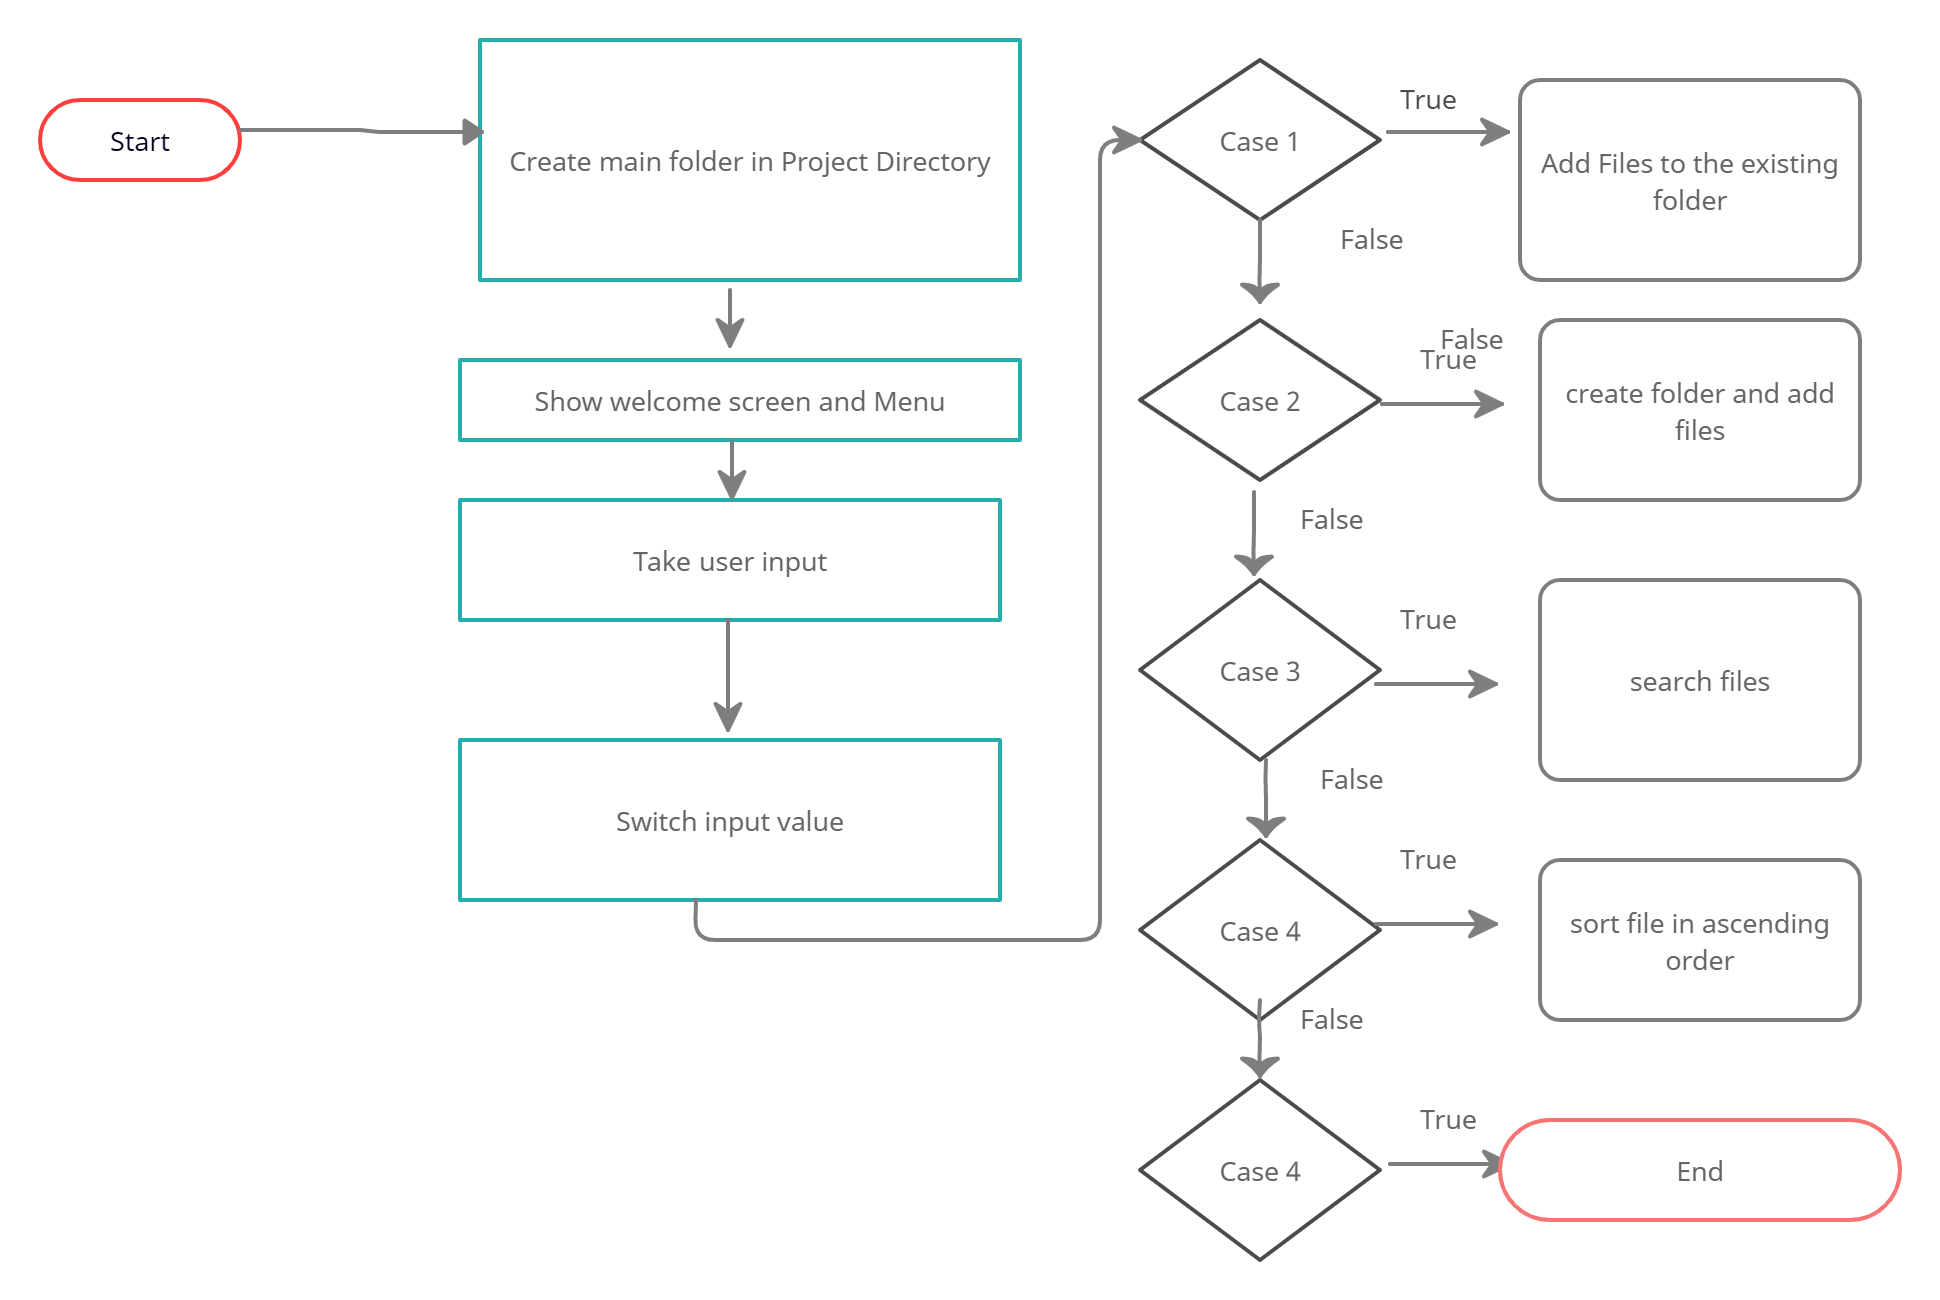 Start
Create main folder in Project Directory
Show welcome screen and Menu
Take user input
Switch input value
Case 1
True
Add Files to the existing
folder
False
Case 2
False
True
create folder and add
files
False
Case 3
True
search files
False
Case 4
True
sort file in ascending
order
False
Case 4
True
End